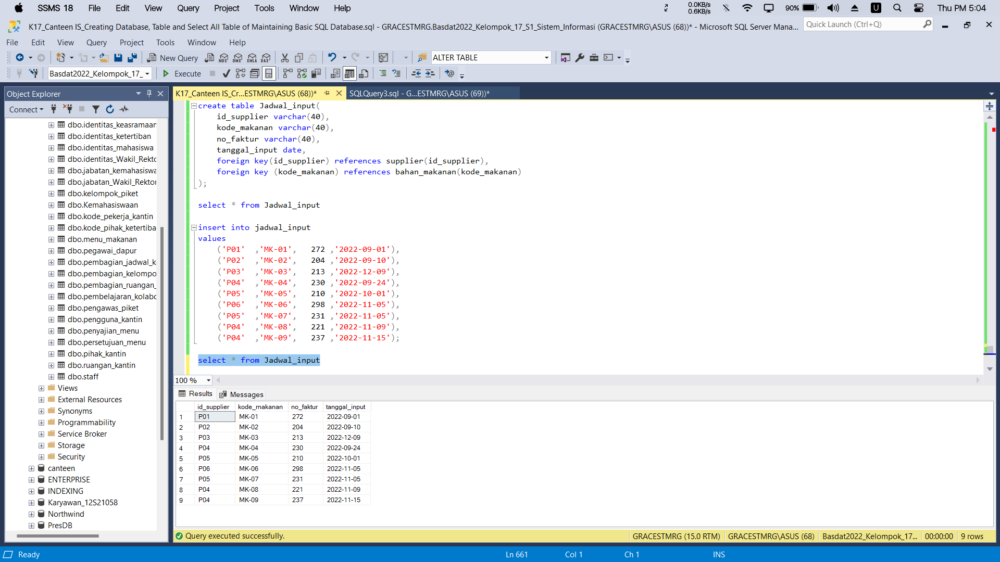 SSMS 18 File Edit View Query Project Tools Window Help 0.0KB/s 0.6KB/s 90% U Thu PM 5:04
K17_Canteen IS_Creating Database, Table and Select All Table of Maintaining Basic SQL Database.sql - GRACESTMRG.Basdat2022_Kelompok_17_S1_Sistem_Informasi (GRACESTMRG\ASUS (68))* - Microsoft SQL Server Mana... Quick Launch (Ctrl+Q)
File Edit View Query Project Tools Window Help
New Query MDX DMX XMLA DAX ALTER TABLE
Basdat2022_Kelompok_17_ Execute
Object Explorer
Connect
dbo.identitas_keasramaan
dbo.identitas_ketertiban
dbo.identitas_mahasiswa
dbo.identitas_Wakil_Rekto
dbo.jabatan_kemahasiswa
dbo.jabatan_Wakil_Rektor
dbo.kelompok_piket
dbo.Kemahasiswaan
dbo.kode_pekerja_kantin
dbo.kode_pihak_ketertiba
dbo.menu_makanan
dbo.pegawai_dapur
dbo.pembagian_jadwal_k
dbo.pembagian_kelompo
dbo.pembagian_ruangan_
dbo.pembelajaran_kolabo
dbo.pengawas_piket
dbo.pengguna_kantin
dbo.penyajian_menu
dbo.persetujuan_menu
dbo.pihak_kantin
dbo.ruangan_kantin
dbo.staff
Views
External Resources
Synonyms
Programmability
Service Broker
Storage
Security
canteen
ENTERPRISE
INDEXING
Karyawan_12S21058
Northwind
PresDB
K17_Canteen IS_Cr...ESTMRG\ASUS (68))* SQLQuery3.sql - G...ESTMRG\ASUS (69))*
create table Jadwal_input(
id_supplier varchar(40),
kode_makanan varchar(40),
no_faktur varchar(40),
tanggal_input date,
foreign key(id_supplier) references supplier(id_supplier),
foreign key (kode_makanan) references bahan_makanan(kode_makanan)
);
select * from Jadwal_input
insert into jadwal_input
values
('P01' ,'MK-01', 272 ,'2022-09-01'),
('P02' ,'MK-02', 204 ,'2022-09-10'),
('P03' ,'MK-03', 213 ,'2022-12-09'),
('P04' ,'MK-04', 230 ,'2022-09-24'),
('P05' ,'MK-05', 210 ,'2022-10-01'),
('P06' ,'MK-06', 298 ,'2022-11-05'),
('P05' ,'MK-07', 231 ,'2022-11-05'),
('P04' ,'MK-08', 221 ,'2022-11-09'),
('P04' ,'MK-09', 237 ,'2022-11-15');
select * from Jadwal_input
100 %
Results Messages
id_supplier kode_makanan no_faktur tanggal_input
1 P01 MK-01 272 2022-09-01
2 P02 MK-02 204 2022-09-10
3 P03 MK-03 213 2022-12-09
4 P04 MK-04 230 2022-09-24
5 P05 MK-05 210 2022-10-01
6 P06 MK-06 298 2022-11-05
7 P05 MK-07 231 2022-11-05
8 P04 MK-08 221 2022-11-09
9 P04 MK-09 237 2022-11-15
Query executed successfully. GRACESTMRG (15.0 RTM) GRACESTMRG\ASUS (68) Basdat2022_Kelompok_17... 00:00:00 9 rows
Ready Ln 661 Col 1 Ch 1 INS